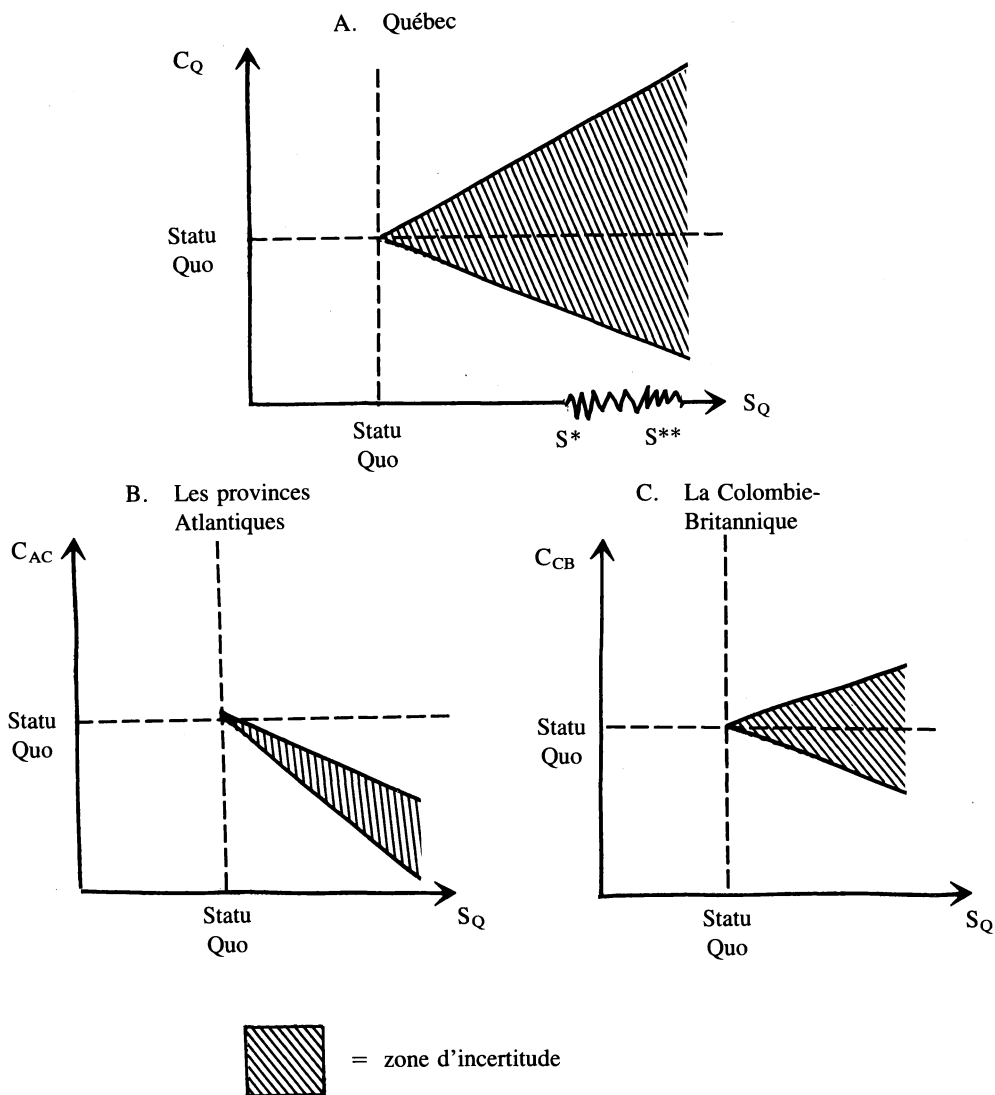 A. Québec
C_Q
Statu
Quo
S_Q
S* S**
Statu
Quo
B. Les provinces
Atlantiques
C_AC
Statu
Quo
Statu
Quo
S_Q
C. La Colombie-
Britannique
C_CB
Statu
Quo
Statu
Quo
S_Q
= zone d'incertitude